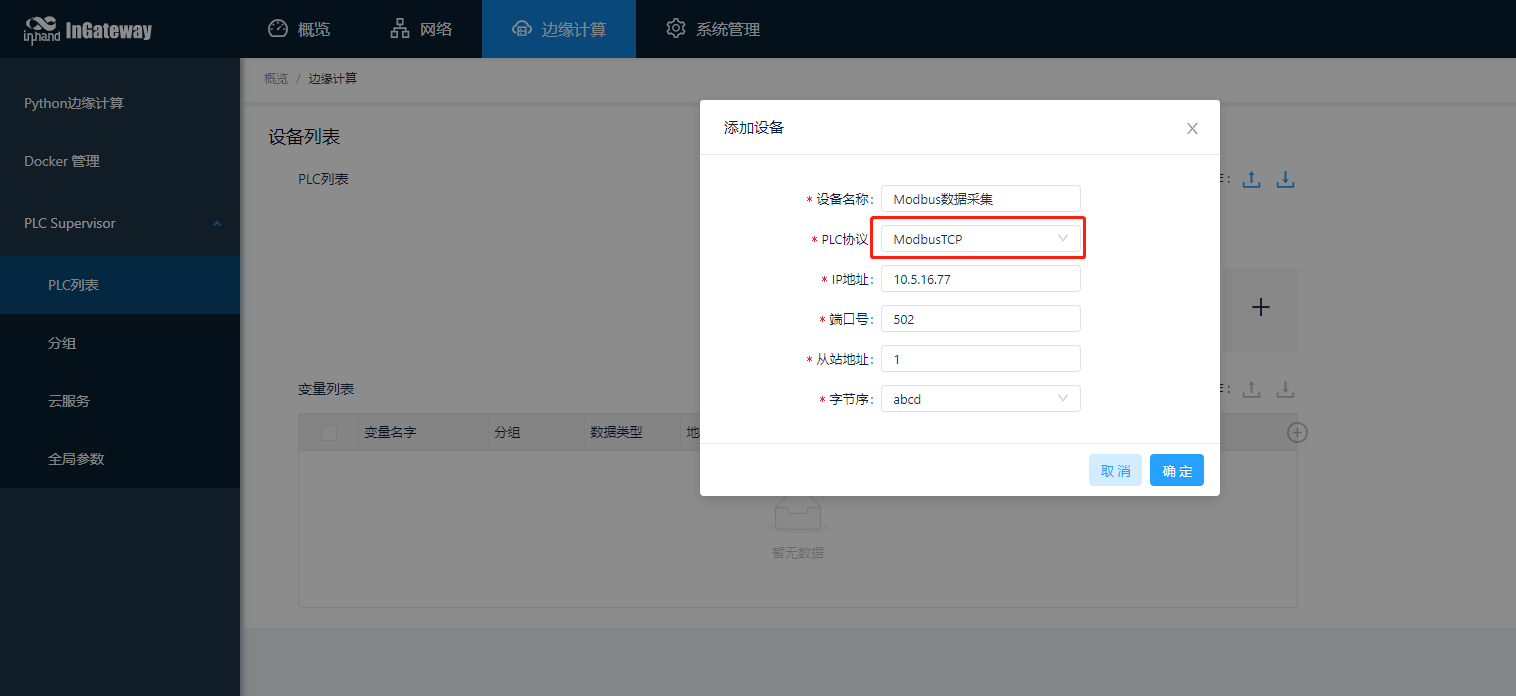 inhand InGateway
概览
网络
边缘计算
系统管理
Python边缘计算
Docker 管理
PLC Supervisor
PLC列表
分组
云服务
全局参数
概览 / 边缘计算
设备列表
PLC列表
添加设备
* 设备名称: Modbus数据采集
* PLC协议 ModbusTCP
* IP地址: 10.5.16.77
* 端口号: 502
* 从站地址: 1
* 字节序: abcd
取 消
确 定
变量列表
变量名字 分组 数据类型 地
暂无数据